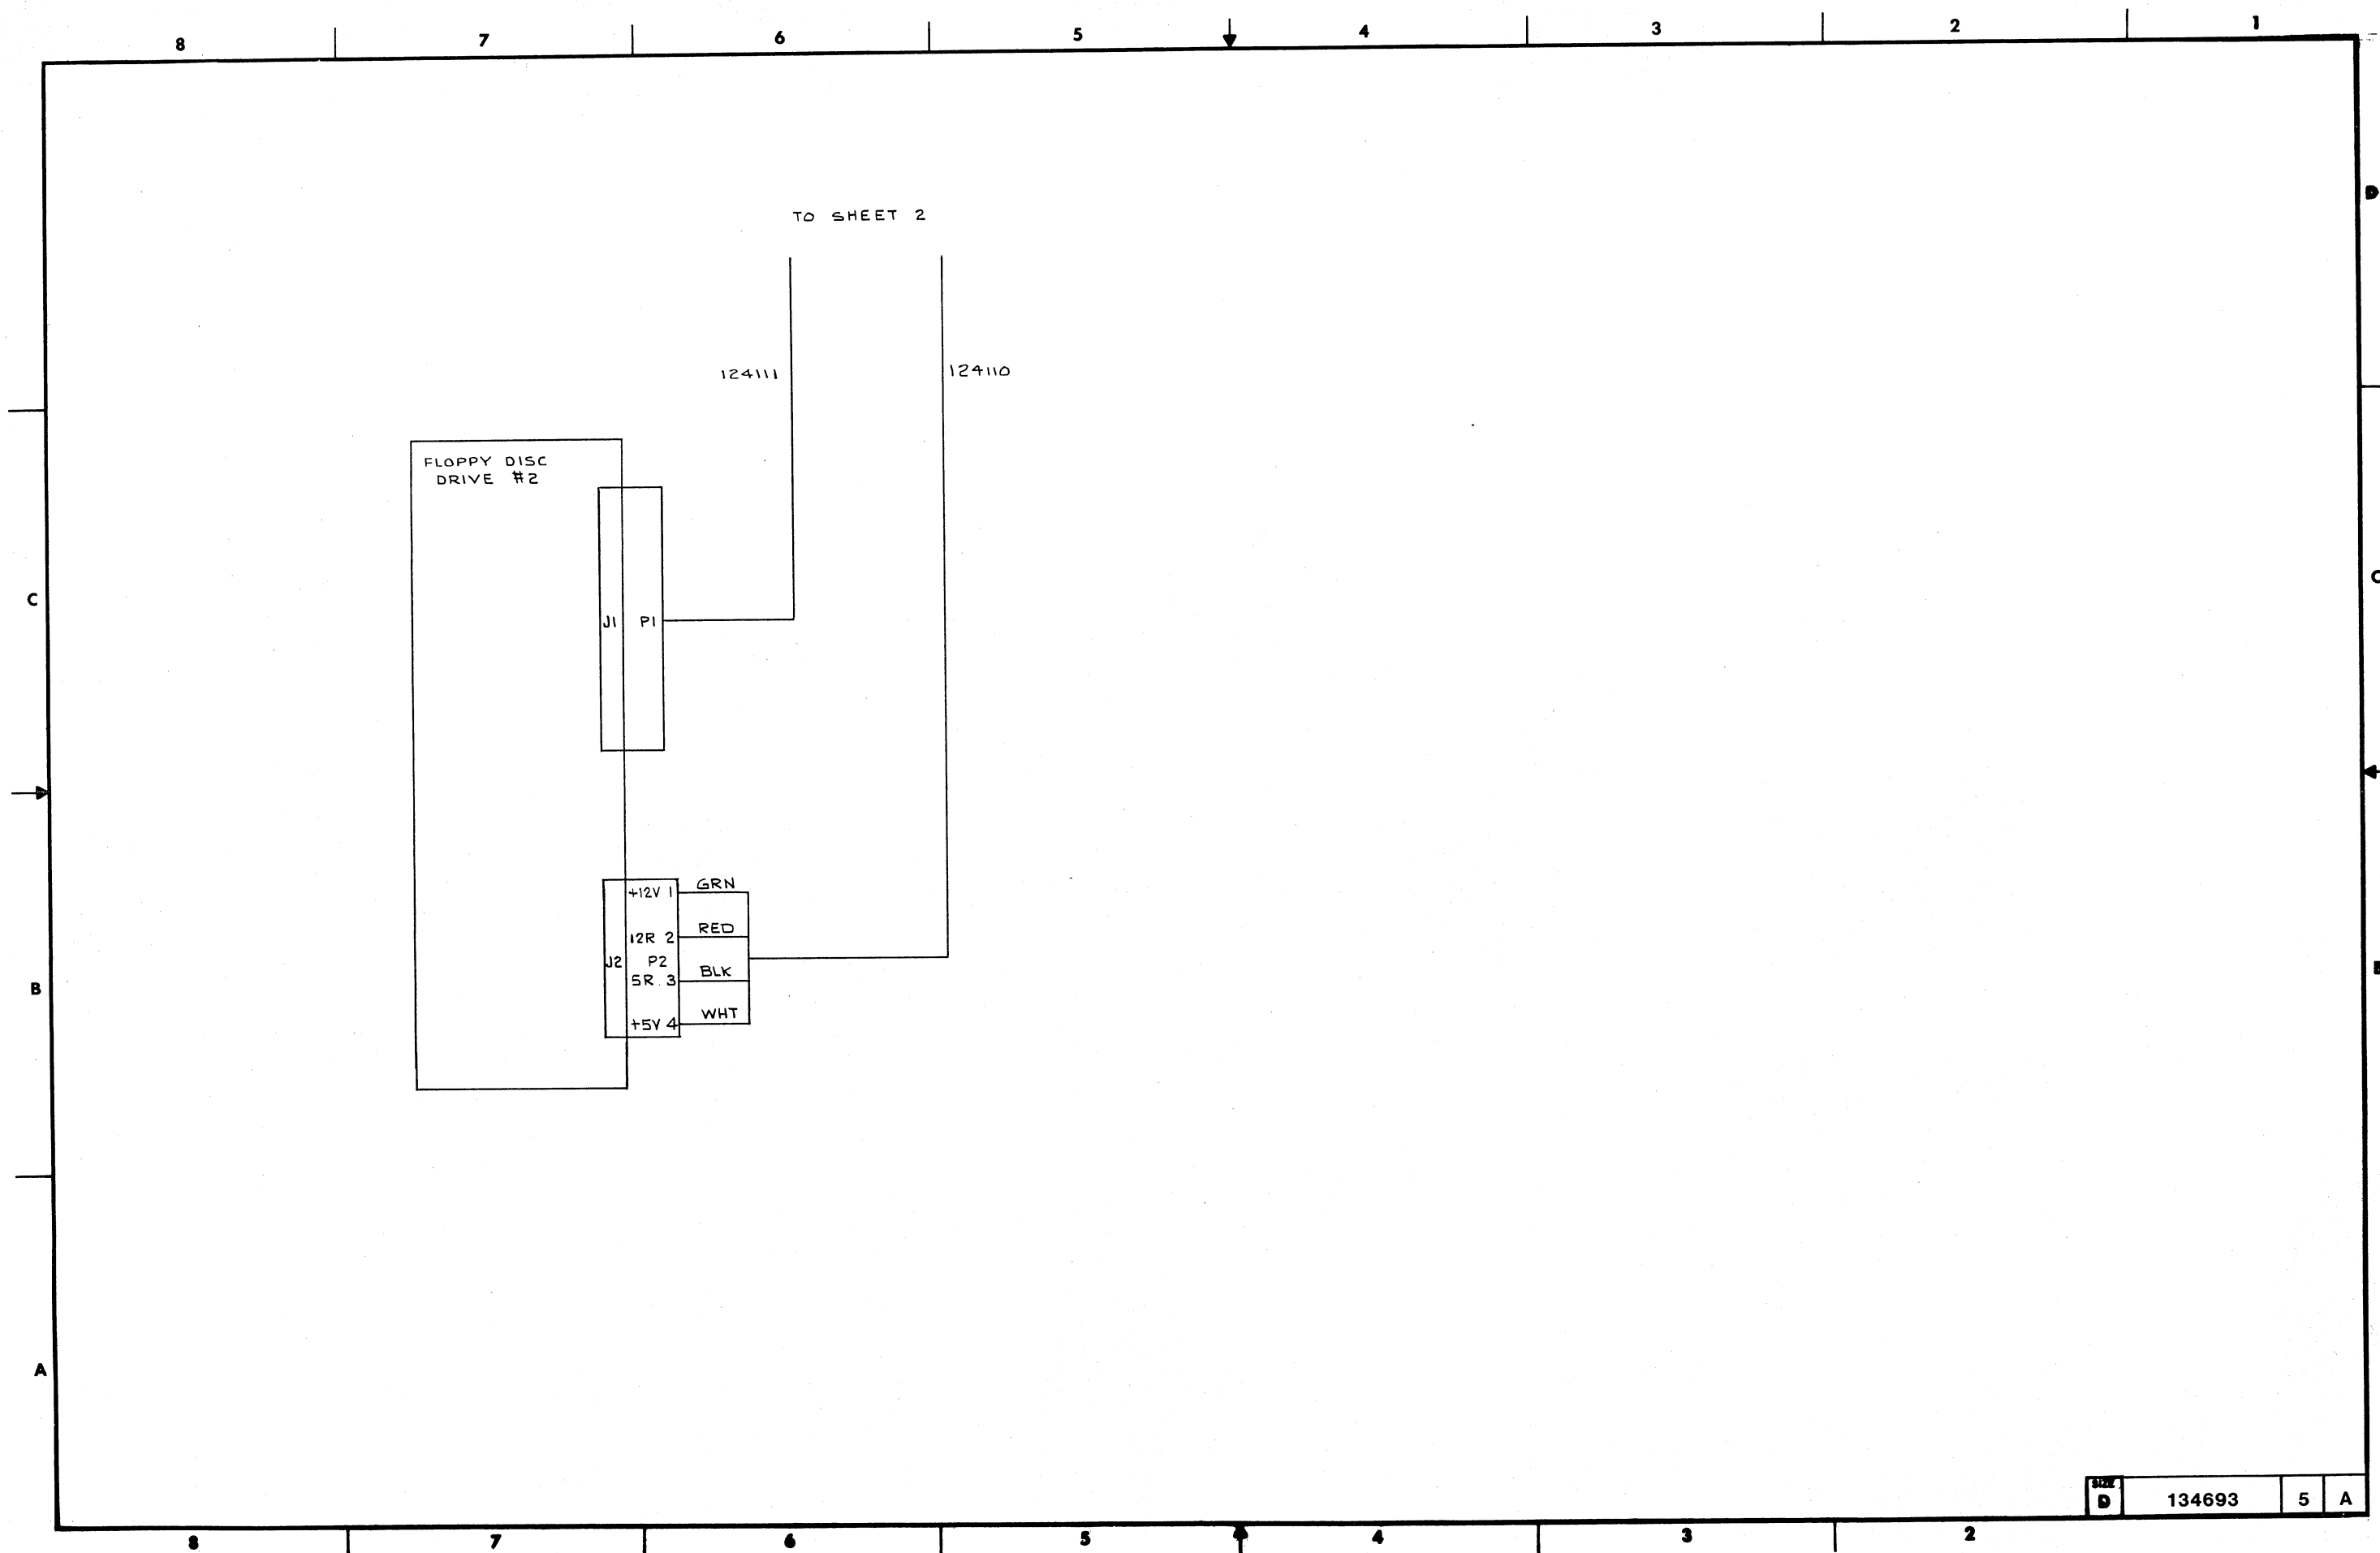 8 7 6 5 4 3 2 1
D
TO SHEET 2
124111 124110
FLOPPY DISC
DRIVE #2
C C
J1 P1
+12V 1 GRN
12R 2 RED
J2 P2
5R 3 BLK
+5V 4 WHT
B
A
SIZE
D 134693 5 A
8 7 6 5 4 3 2